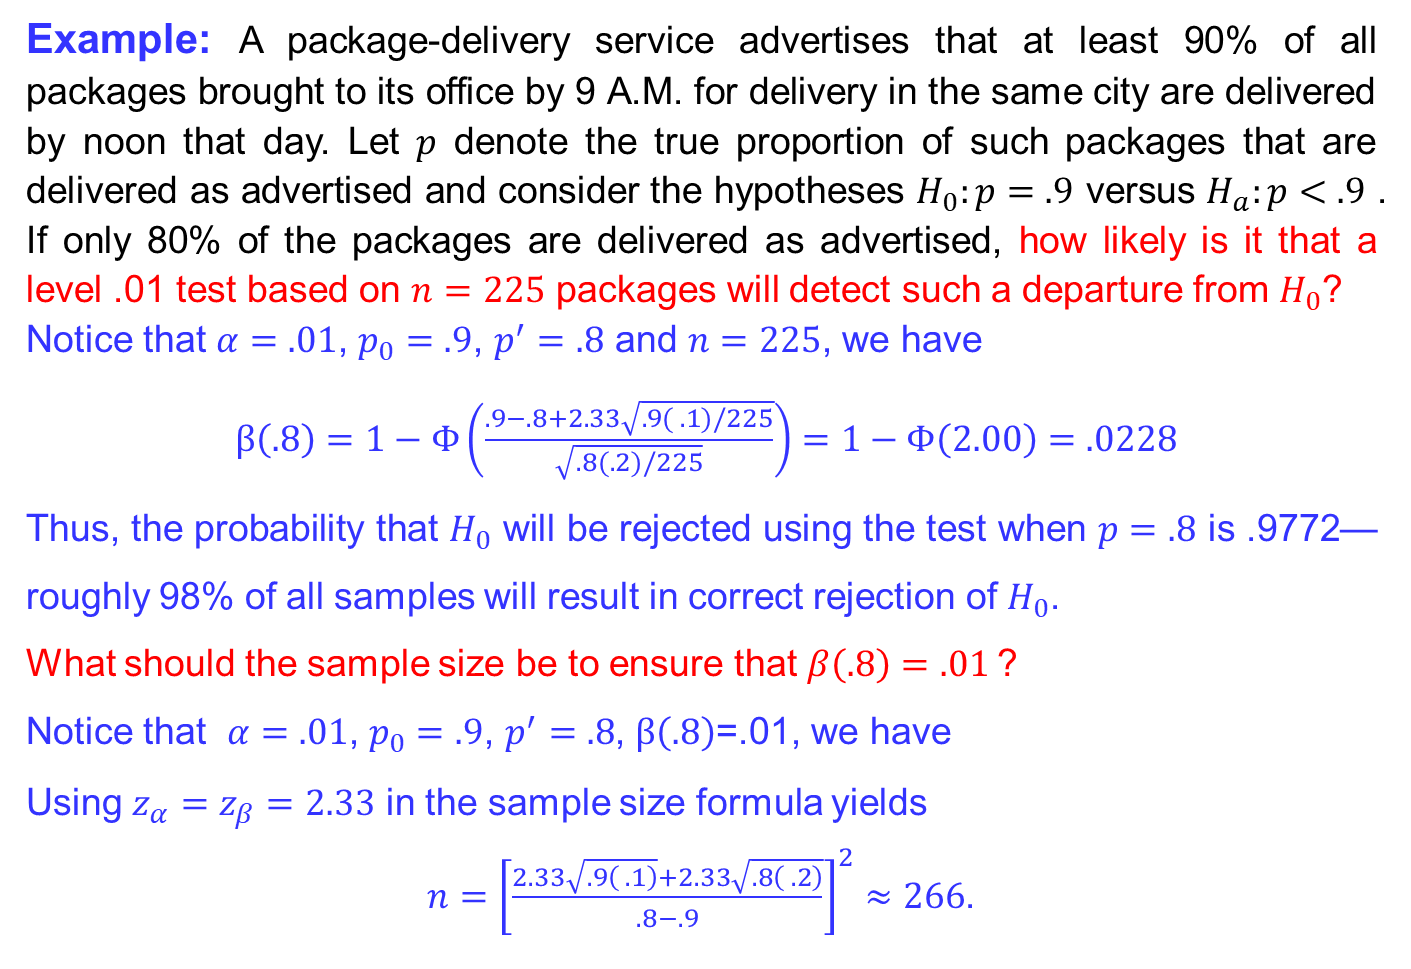 Example: A package-delivery service advertises that at least 90% of all
packages brought to its office by 9 A.M. for delivery in the same city are delivered
by noon that day. Let p denote the true proportion of such packages that are
delivered as advertised and consider the hypotheses H₀: p = .9 versus Hₐ: p < .9 .
If only 80% of the packages are delivered as advertised, how likely is it that a
level .01 test based on n = 225 packages will detect such a departure from H₀?
Notice that α = .01, p₀ = .9, p′ = .8 and n = 225, we have
β(.8) = 1 − Φ((.9−.8+2.33√(.9( .1)/225))/(√(.8(.2)/225))) = 1 − Φ(2.00) = .0228
Thus, the probability that H₀ will be rejected using the test when p = .8 is .9772—
roughly 98% of all samples will result in correct rejection of H₀.
What should the sample size be to ensure that β(.8) = .01 ?
Notice that α = .01, p₀ = .9, p′ = .8, β(.8)=.01, we have
Using z_α = z_β = 2.33 in the sample size formula yields
n = [(2.33√(.9( .1))+2.33√(.8( .2)))/(.8−.9)]² ≈ 266.